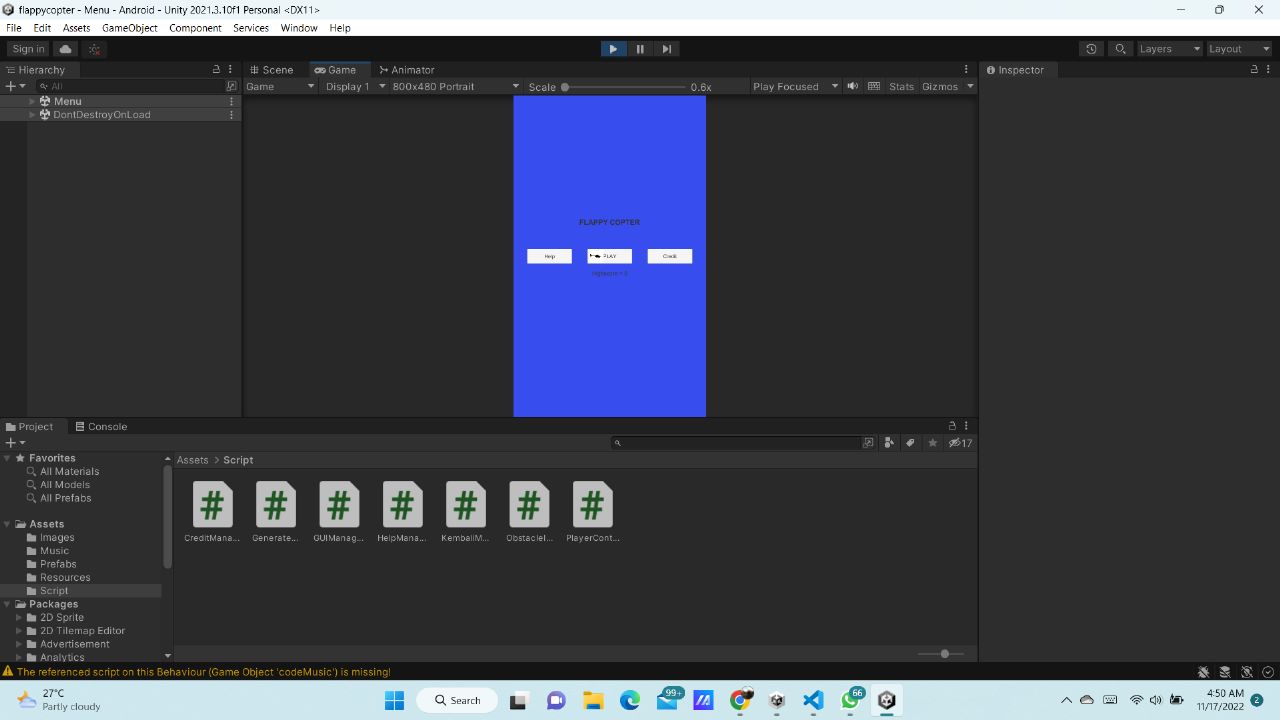 flappycopter - Menu - Android - Unity 2021.3.10f1 Personal <DX11>
File Edit Assets GameObject Component Services Window Help
Sign in Layers Layout
Hierarchy Scene Game Animator Inspector
All Game Display 1 800x480 Portrait Scale 0.6x Play Focused Stats Gizmos
Menu
DontDestroyOnLoad
FLAPPY COPTER
Help PLAY Credit
Project Console
17
Favorites
All Materials
All Models
All Prefabs
Assets
Images
Music
Prefabs
Resources
Script
Packages
2D Sprite
2D Tilemap Editor
Advertisement
Analytics
Assets > Script
# # # # # # #
CreditMana... Generate... GUIManag... HelpMana... KembaliM... ObstacleI... PlayerCont...
The referenced script on this Behaviour (Game Object 'codeMusic') is missing!
27°C
Partly cloudy
Search
99+
66
4:50 AM
11/17/2022
2